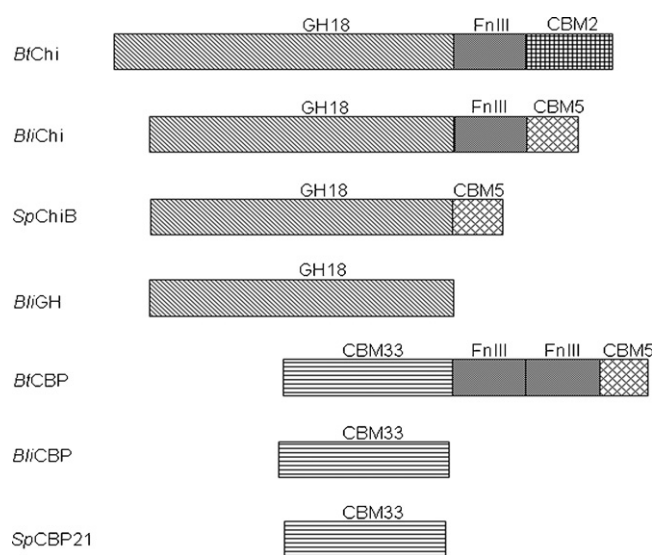 GH18 FnIII CBM2
BtChi
GH18 FnIII CBM5
BliChi
GH18 CBM5
SpChiB
GH18
BliGH
CBM33 FnIII FnIII CBM5
BtCBP
CBM33
BliCBP
CBM33
SpCBP21